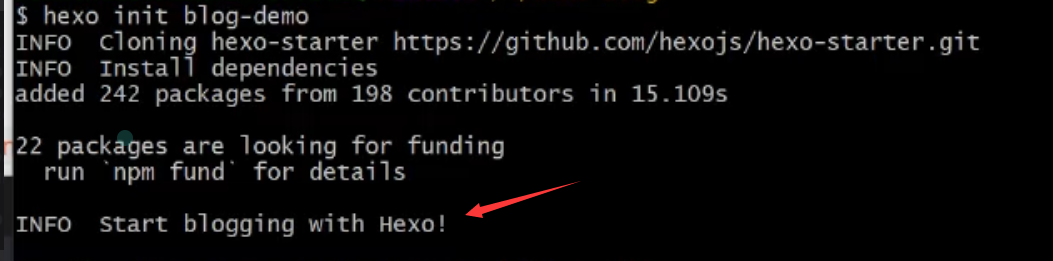 $ hexo init blog-demo
INFO  Cloning hexo-starter https://github.com/hexojs/hexo-starter.git
INFO  Install dependencies
added 242 packages from 198 contributors in 15.109s
22 packages are looking for funding
  run `npm fund` for details
INFO  Start blogging with Hexo!